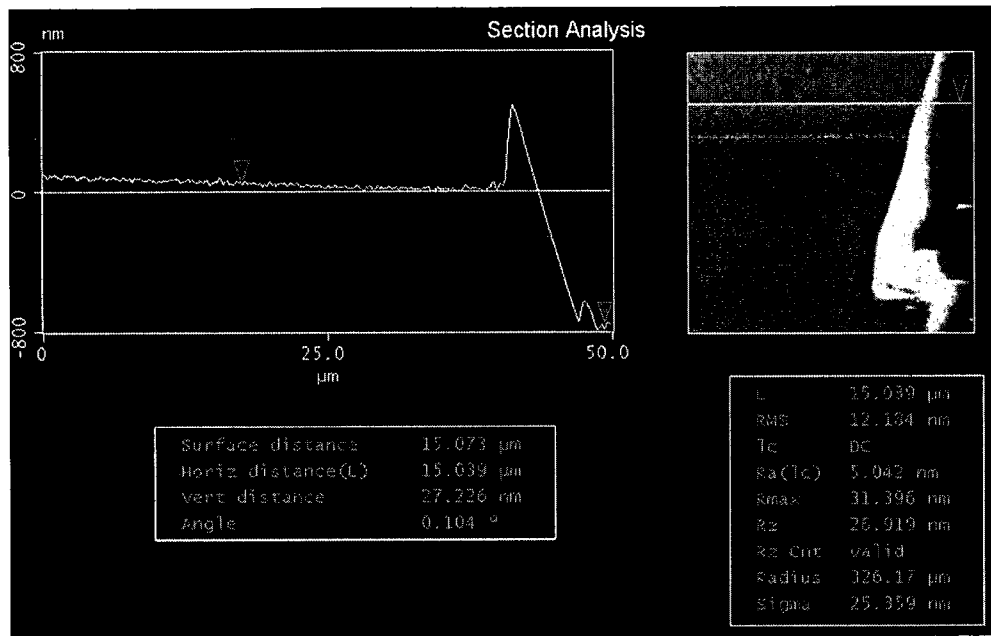 Section Analysis
nm
800
0
-800
0 25.0 50.0
µm
Surface distance 15.073 µm
Horiz distance(L) 15.039 µm
Vert distance 27.226 nm
Angle 0.104 °
L 15.039 µm
RMS 12.184 nm
lc DC
Ra(lc) 5.042 nm
Rmax 31.396 nm
Rz 26.919 nm
Rz Cnt valid
Radius 326.17 µm
Sigma 25.359 nm